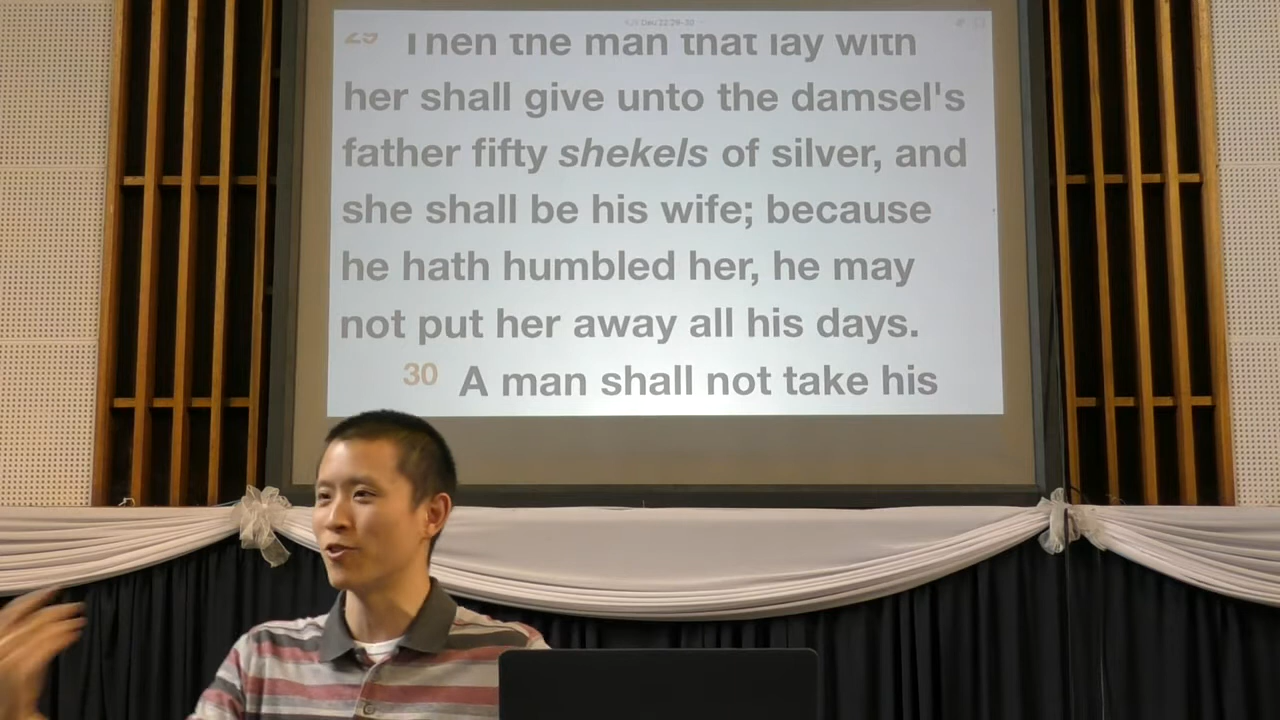 29 Then the man that lay with
her shall give unto the damsel's
father fifty shekels of silver, and
she shall be his wife; because
he hath humbled her, he may
not put her away all his days.
30 A man shall not take his